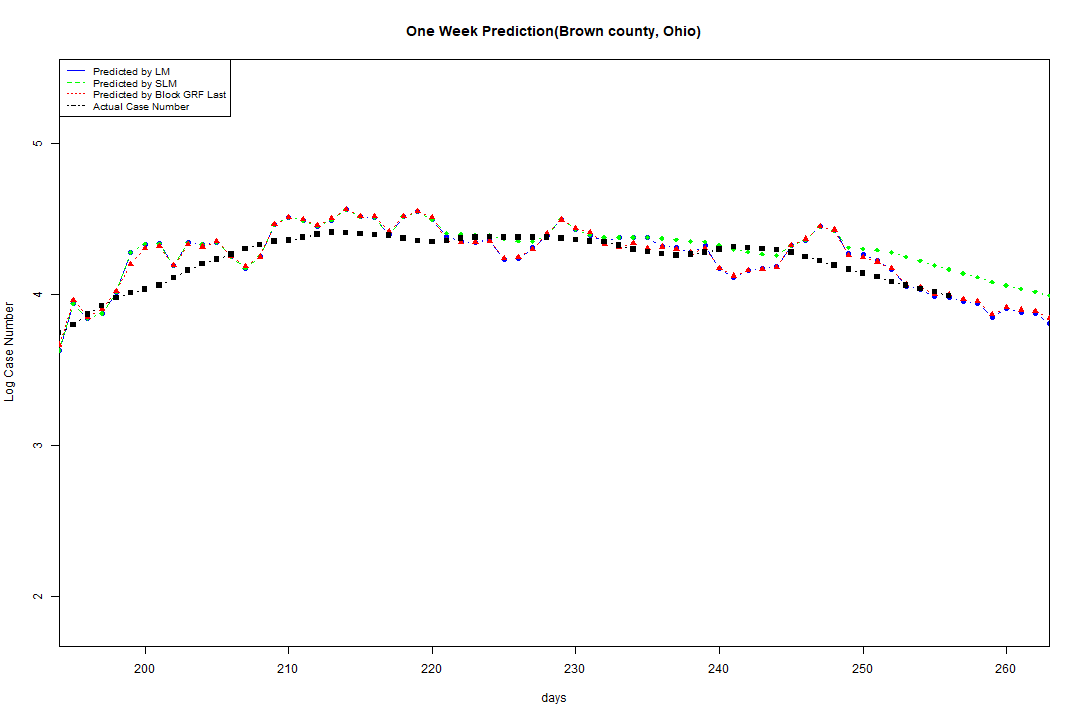 One Week Prediction(Brown county, Ohio)
Predicted by LM
Predicted by SLM
Predicted by Block GRF Last
Actual Case Number
5
4
3
2
Log Case Number
200 210 220 230 240 250 260
days